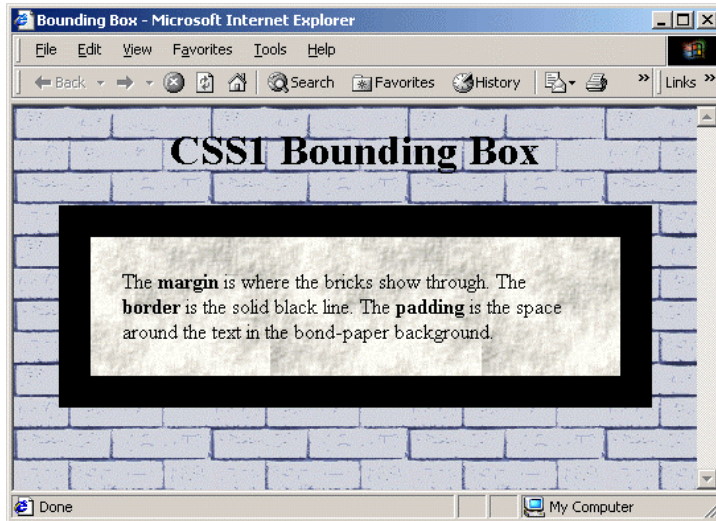 Bounding Box - Microsoft Internet Explorer
File Edit View Favorites Tools Help
Back Search Favorites History » Links »
CSS1 Bounding Box
The margin is where the bricks show through. The
border is the solid black line. The padding is the space
around the text in the bond-paper background.
Done My Computer